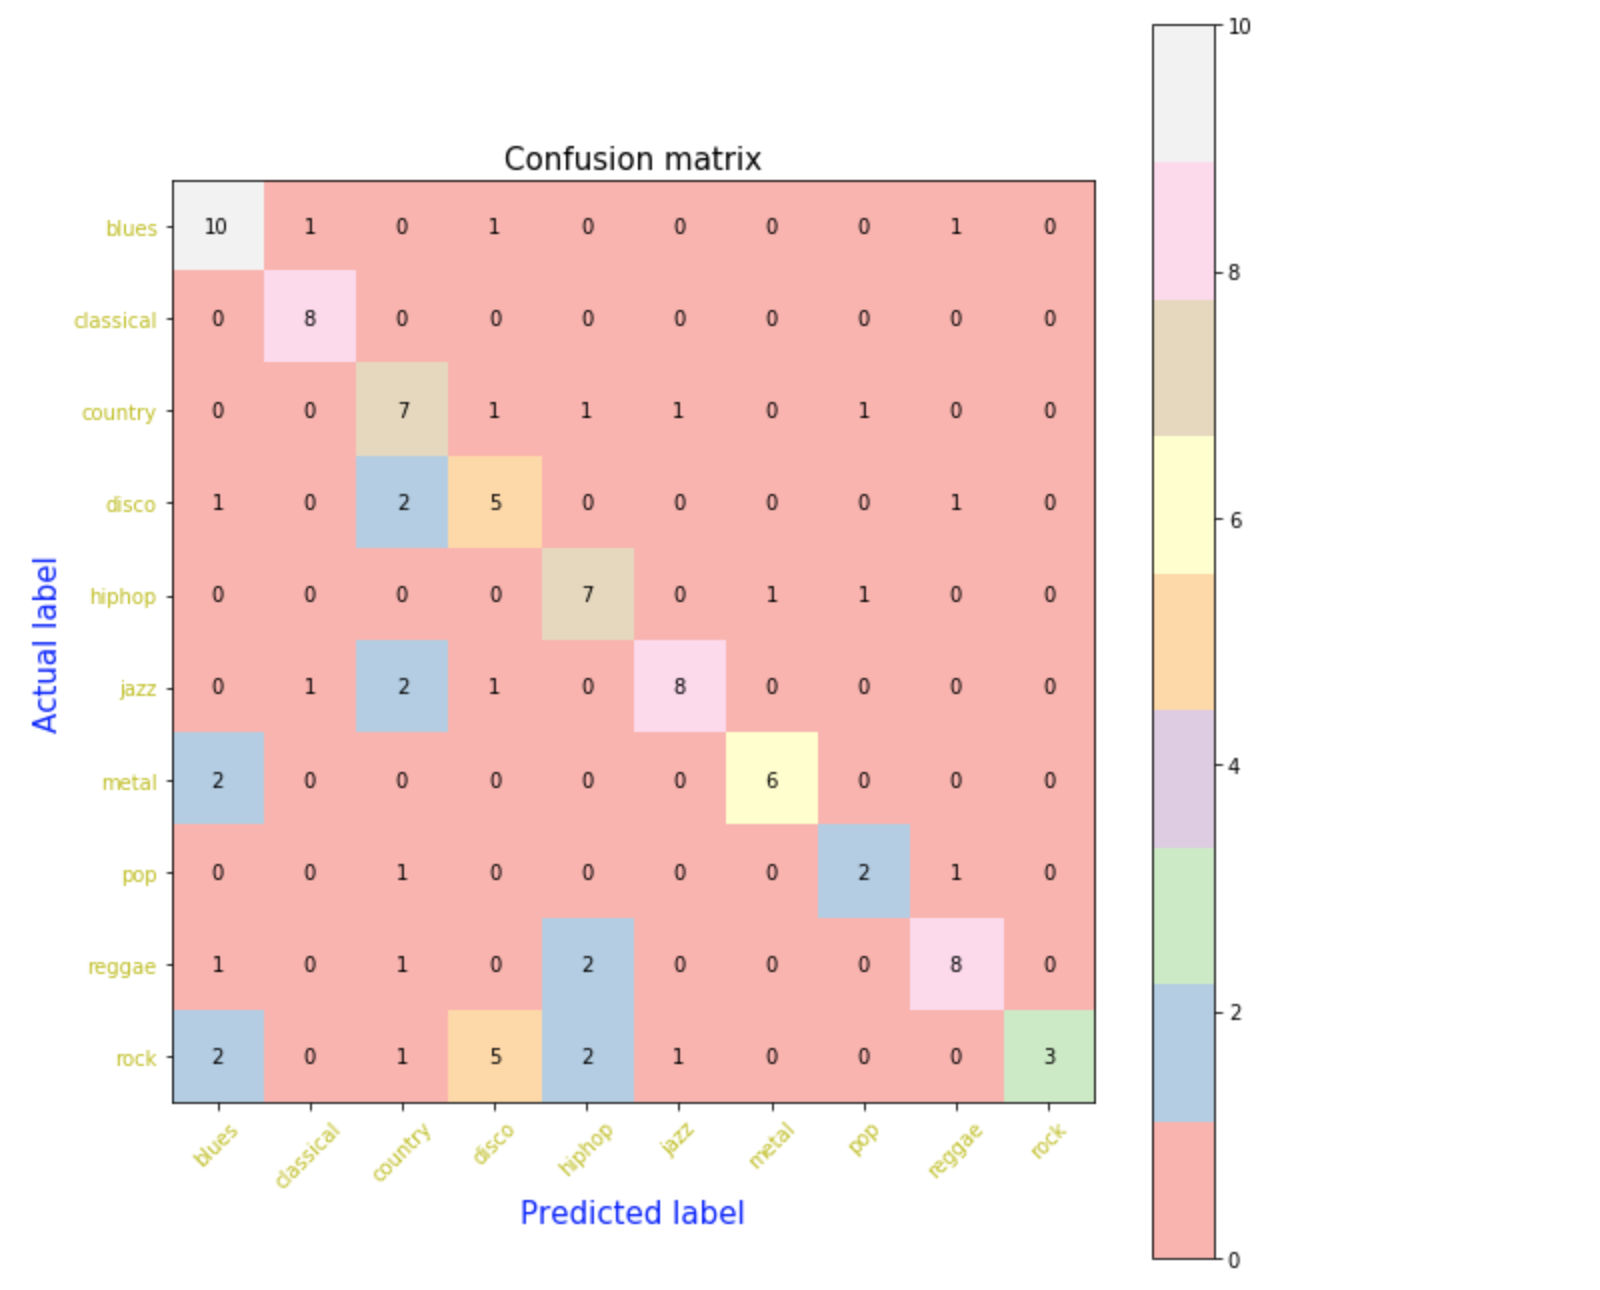 Confusion matrix
blues 10 1 0 1 0 0 0 0 1 0
classical 0 8 0 0 0 0 0 0 0 0
country 0 0 7 1 1 1 0 1 0 0
disco 1 0 2 5 0 0 0 0 1 0
hiphop 0 0 0 0 7 0 1 1 0 0
jazz 0 1 2 1 0 8 0 0 0 0
metal 2 0 0 0 0 0 6 0 0 0
pop 0 0 1 0 0 0 0 2 1 0
reggae 1 0 1 0 2 0 0 0 8 0
rock 2 0 1 5 2 1 0 0 0 3
blues classical country disco hiphop jazz metal pop reggae rock
Predicted label
Actual label
10
8
6
4
2
0